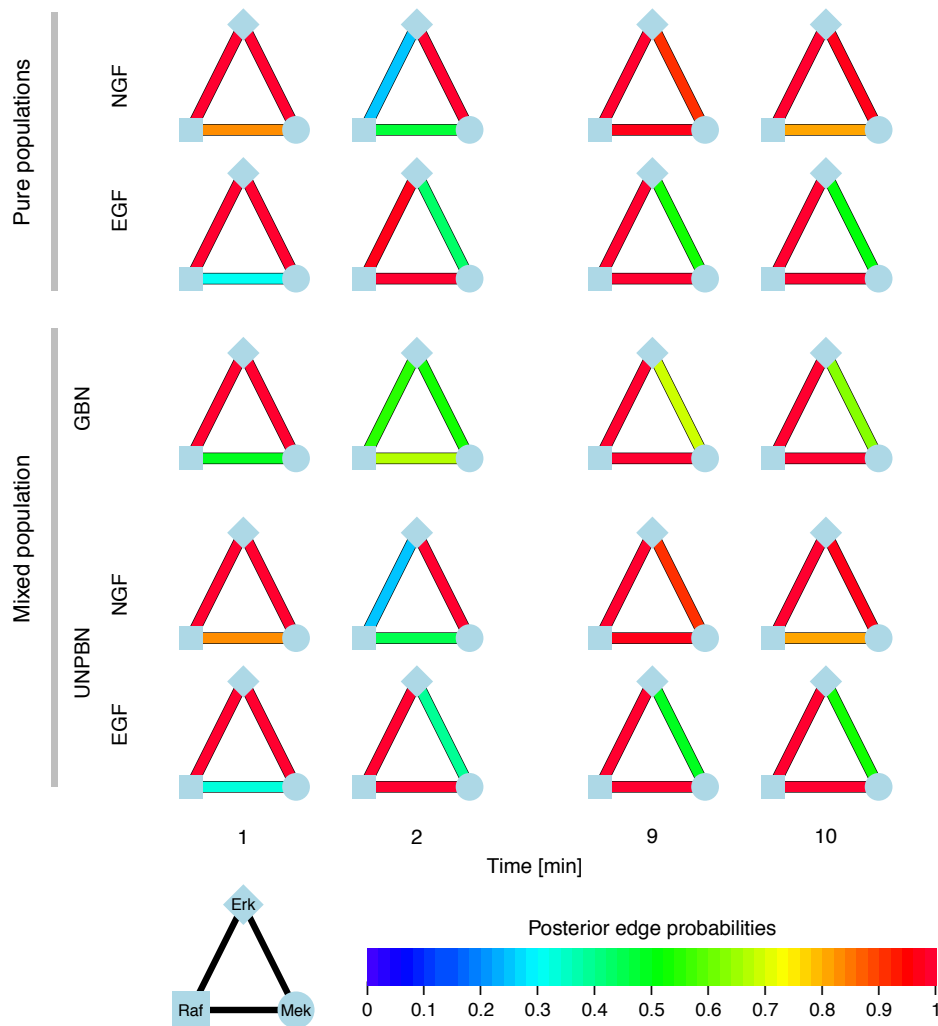 Pure populations
NGF
EGF
Mixed population
GBN
UNPBN
NGF
EGF
1 2 9 10
Time [min]
Erk
Raf Mek
Posterior edge probabilities
0 0.1 0.2 0.3 0.4 0.5 0.6 0.7 0.8 0.9 1